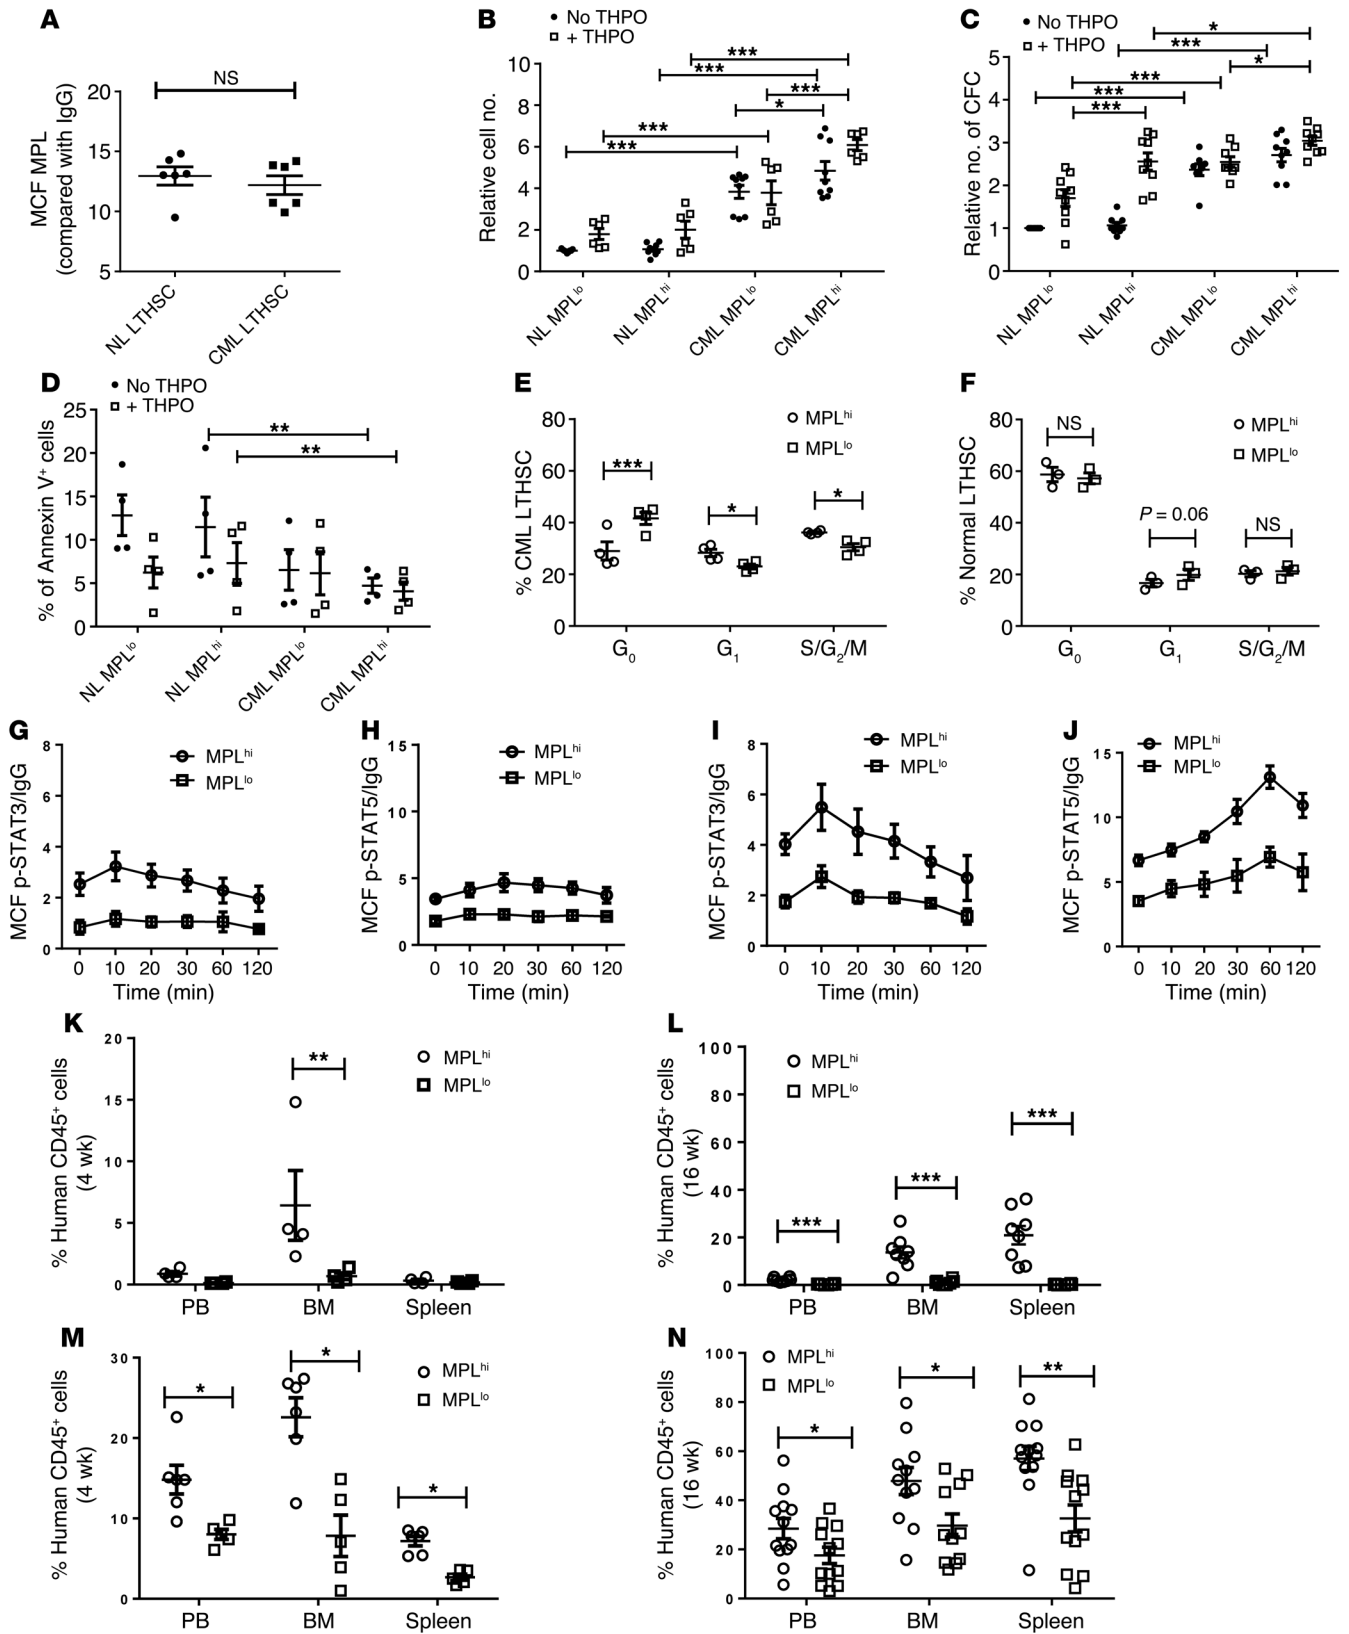 A
MCF MPL
(compared with IgG)
20
15
10
5
NS
NL LTHSC
CML LTHSC
B
No THPO
+ THPO
Relative cell no.
10
8
6
4
2
0
***
***
***
*
***
***
NL MPLlo
NL MPLhi
CML MPLlo
CML MPLhi
C
No THPO
+ THPO
Relative no. of CFC
5
4
3
2
1
0
*
***
*
***
***
***
NL MPLlo
NL MPLhi
CML MPLlo
CML MPLhi
D
No THPO
+ THPO
% of Annexin V+ cells
25
20
15
10
5
0
**
**
NL MPLlo
NL MPLhi
CML MPLlo
CML MPLhi
E
MPLhi
MPLlo
% CML LTHSC
80
60
40
20
0
***
*
*
G0
G1
S/G2/M
F
MPLhi
MPLlo
% Normal LTHSC
80
60
40
20
0
NS
P = 0.06
NS
G0
G1
S/G2/M
G
MPLhi
MPLlo
MCF p-STAT3/IgG
8
6
4
2
0
0 10 20 30 60 120
Time (min)
H
MPLhi
MPLlo
MCF p-STAT5/IgG
15
10
5
0
0 10 20 30 60 120
Time (min)
I
MPLhi
MPLlo
MCF p-STAT3/IgG
8
6
4
2
0
0 10 20 30 60 120
Time (min)
J
MPLhi
MPLlo
MCF p-STAT5/IgG
15
10
5
0
0 10 20 30 60 120
Time (min)
K
MPLhi
MPLlo
% Human CD45+ cells
(4 wk)
20
15
10
5
0
**
PB
BM
Spleen
L
MPLhi
MPLlo
% Human CD45+ cells
(16 wk)
100
80
60
40
20
0
***
***
***
PB
BM
Spleen
M
MPLhi
MPLlo
% Human CD45+ cells
(4 wk)
30
20
10
0
*
*
*
PB
BM
Spleen
N
MPLhi
MPLlo
% Human CD45+ cells
(16 wk)
100
80
60
40
20
0
*
*
**
PB
BM
Spleen